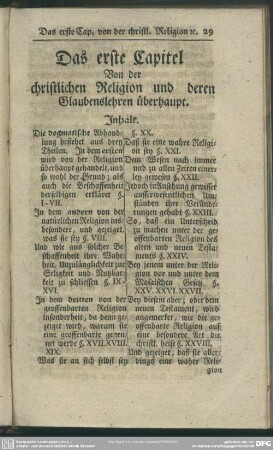 Das erste Cap. von der christl. Religion ꝛc. 29
Das erste Capitel
Von der
christlichen Religion und deren
Glaubenslehren überhaupt.
Inhalt.
Die dogmatische Abhand-
lung bestehet aus drey
Theilen. In dem ersten
wird von der Religion
überhaupt gehandelt, und
so wohl der Grund als
auch die Beschaffenheit
derselbigen erkläret §.
I-VII.
In dem andern von der
natürlichen Religion ins-
besondere, und gezeiget,
was sie sey §. VIII.
Und wie aus solcher Be-
schaffenheit ihre Wahr-
heit, Unzulänglichkeit zur
Seligkeit und Nutzbar-
keit zu schliessen §. IX-
XVI.
In dem dritten von der
geoffenbarten Religion
insonderheit, da denn ge-
zeiget wird, warum sie
eine geoffenbarte genen-
net werde §. XVII. XVIII.
XIX.
Was sie an sich selbst sey
§. XX.
Daß sie eine wahre Religi-
on sey §. XXI.
Dem Wesen nach immer
und zu allen Zeiten einer-
ley gewesen §. XXII.
Jedoch in Ansehung gewisser
ausserwesentlichen Um-
ständen ihre Verände-
rungen gehabt §. XXIII.
So, daß ein Unterscheid
zu machen unter der ge-
offenbarten Religion des
alten und neuen Testa-
mentes §. XXIV.
Bey jenem unter der Reli-
gion vor und unter dem
Mosaischen Gesetz §.
XXV. XXVI. XXVII.
Bey diesem aber; oder dem
neuen Testament, wird
angemerket, wie die ge-
offenbarte Religion auf
eine besondere Art die
christl. heisse §. XXVIII.
Und gezeiget, daß sie aller-
dings eine wahre Reli-
gion